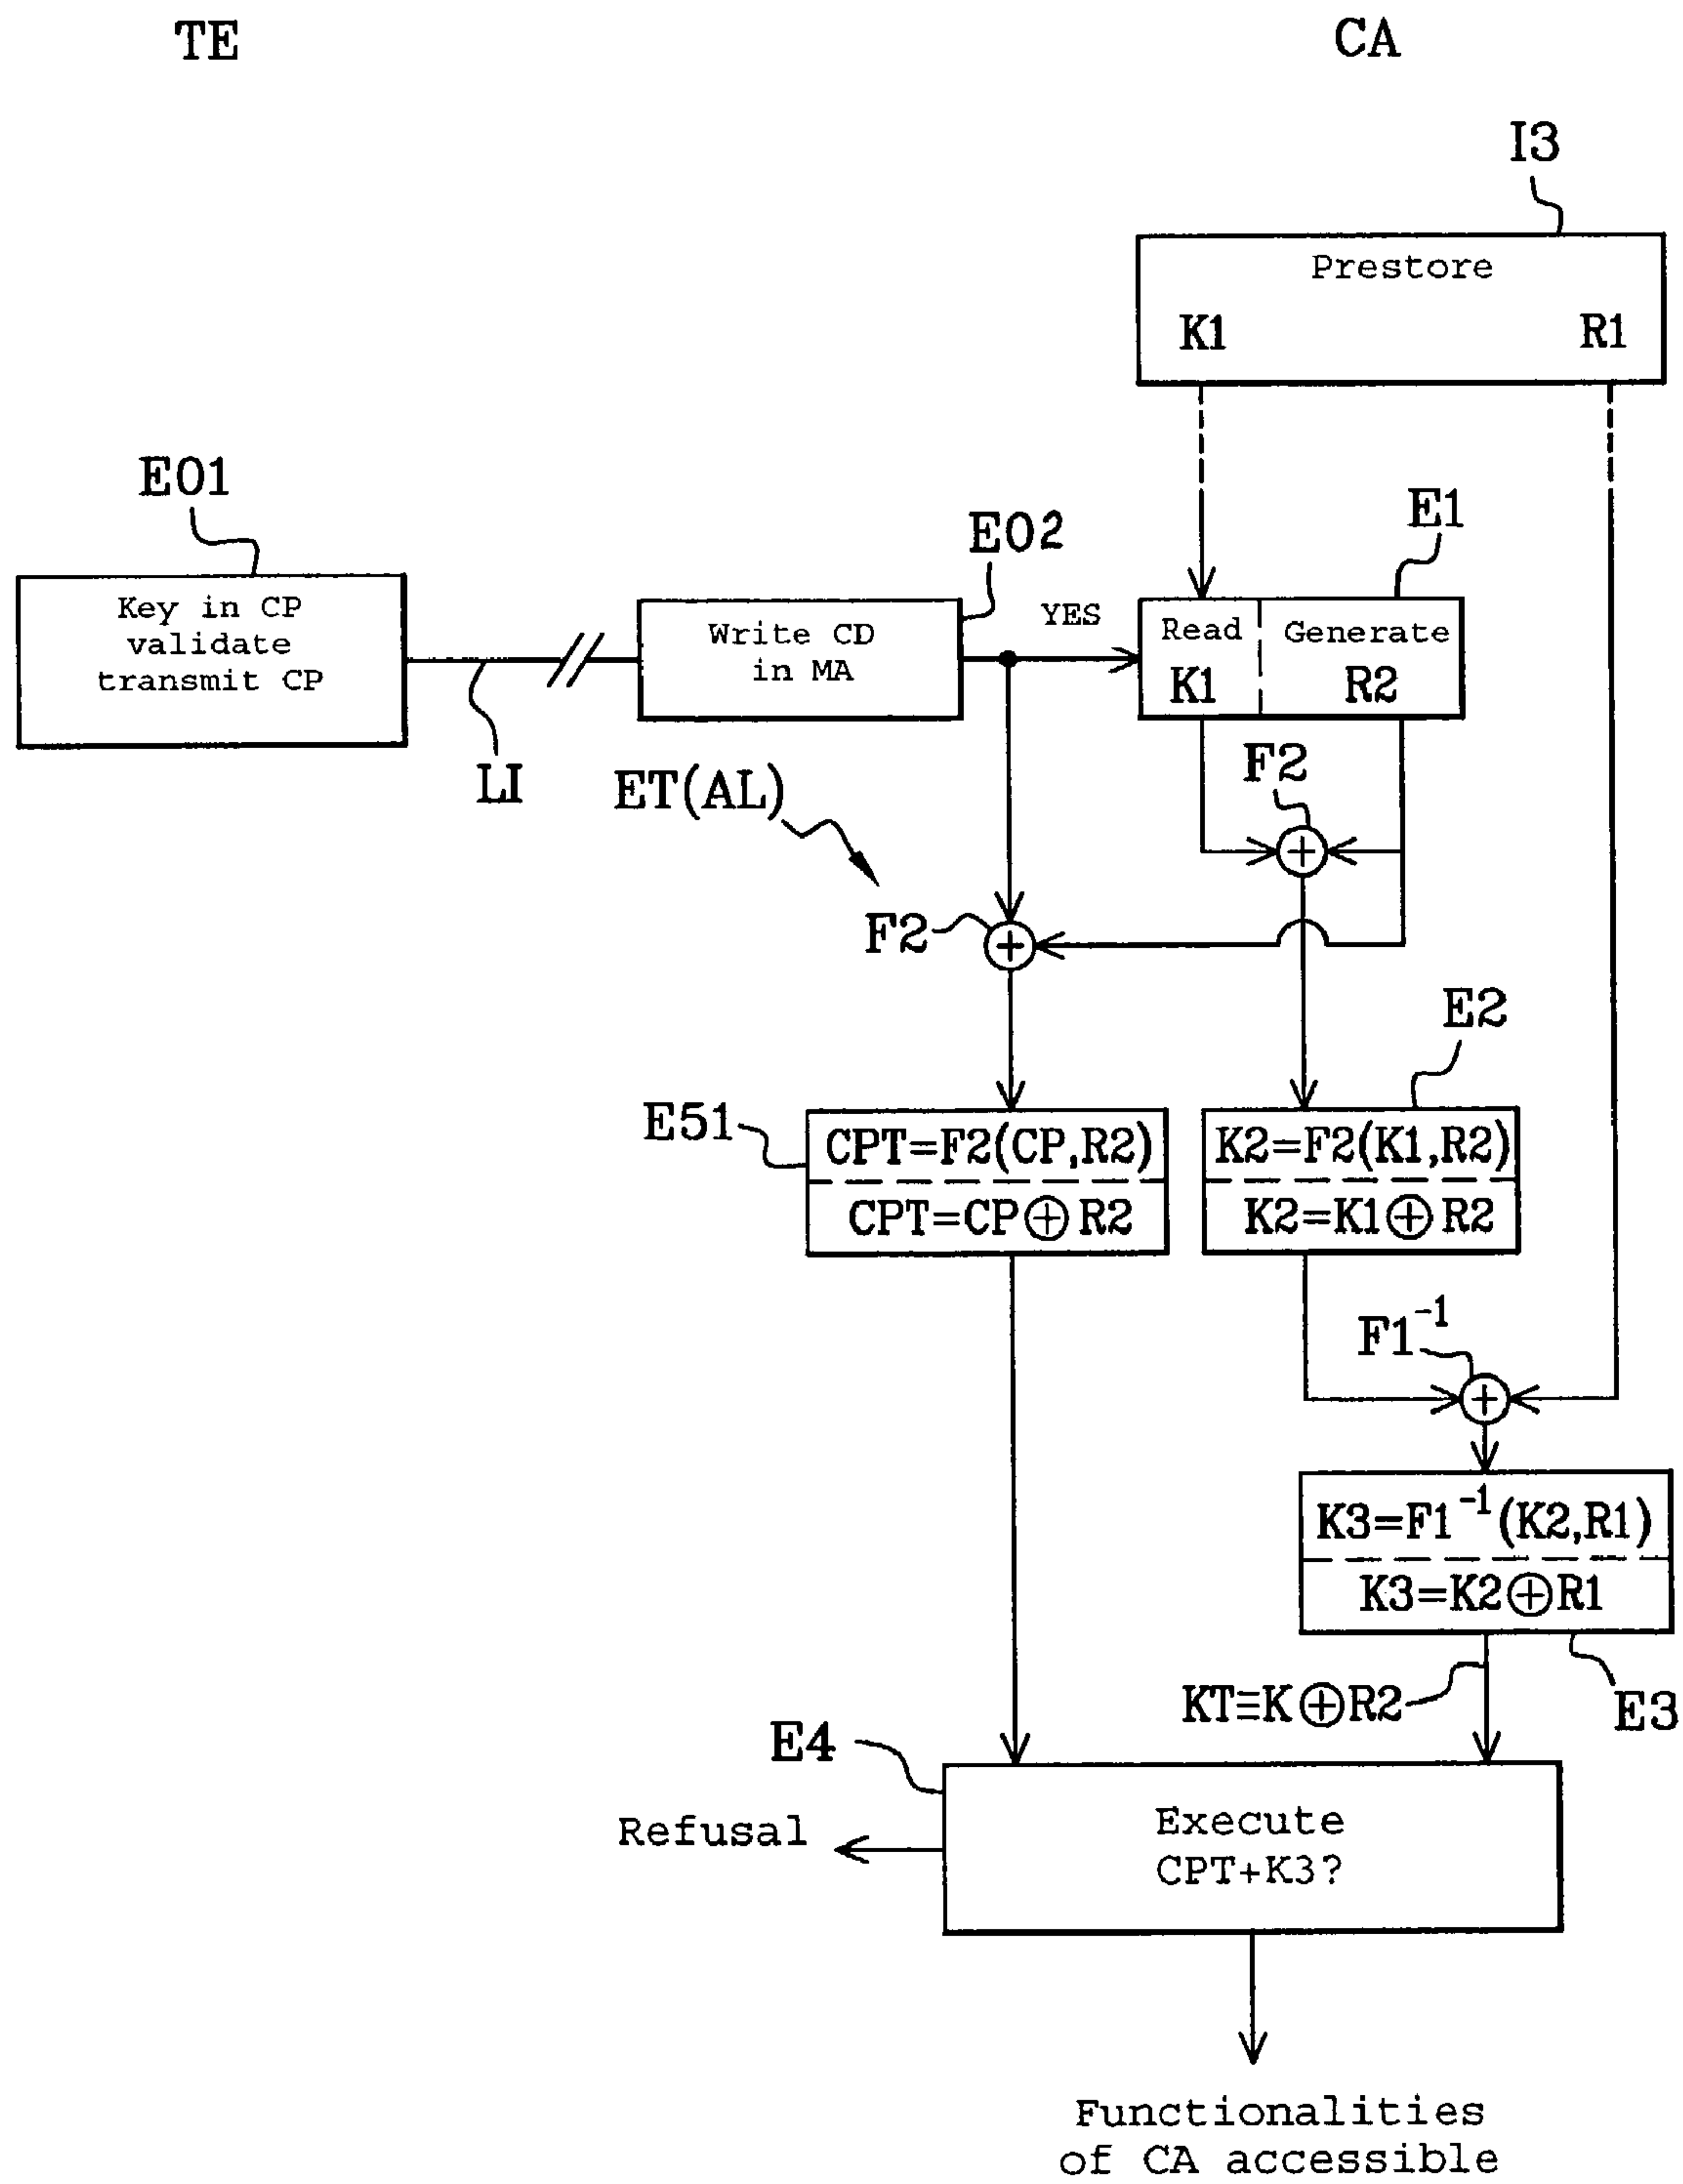 TE
CA
I3
Prestore
K1
R1
E01
E02
E1
Key in CP
validate
transmit CP
Write CD
in MA
YES
Read
K1
Generate
R2
LI
ET(AL)
F2
F2
E2
E51
CPT=F2(CP,R2)
CPT=CP⊕R2
K2=F2(K1,R2)
K2=K1⊕R2
F1⁻¹
K3=F1⁻¹(K2,R1)
K3=K2⊕R1
KT≡K⊕R2
E3
E4
Refusal
Execute
CPT+K3?
Functionalities
of CA accessible